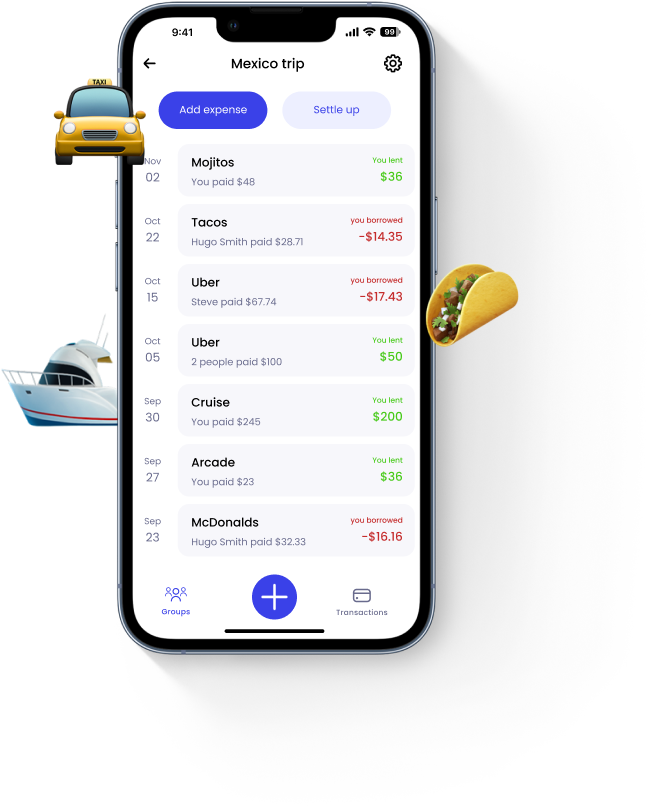 9:41
99
Mexico trip
TAXI
Add expense
Settle up
Nov
02
Mojitos
You paid $48
You lent
$36
Oct
22
Tacos
Hugo Smith paid $28.71
you borrowed
-$14.35
Oct
15
Uber
Steve paid $67.74
you borrowed
-$17.43
Oct
05
Uber
2 people paid $100
You lent
$50
Sep
30
Cruise
You paid $245
You lent
$200
Sep
27
Arcade
You paid $23
You lent
$36
Sep
23
McDonalds
Hugo Smith paid $32.33
you borrowed
-$16.16
Groups
Transactions